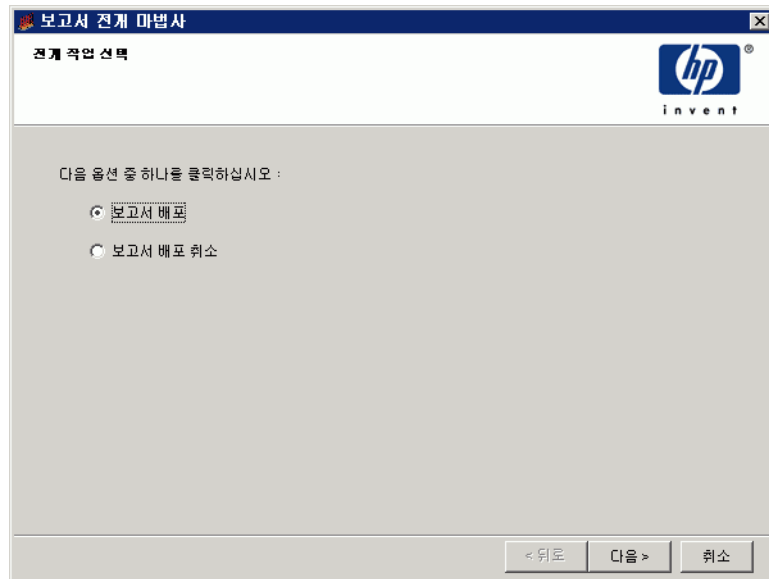 보고서 전개 마법사
전개 작업 선택
hp
®
invent
다음 옵션 중 하나를 클릭하십시오 :
보고서 배포
보고서 배포 취소
< 뒤로
다음 >
취소